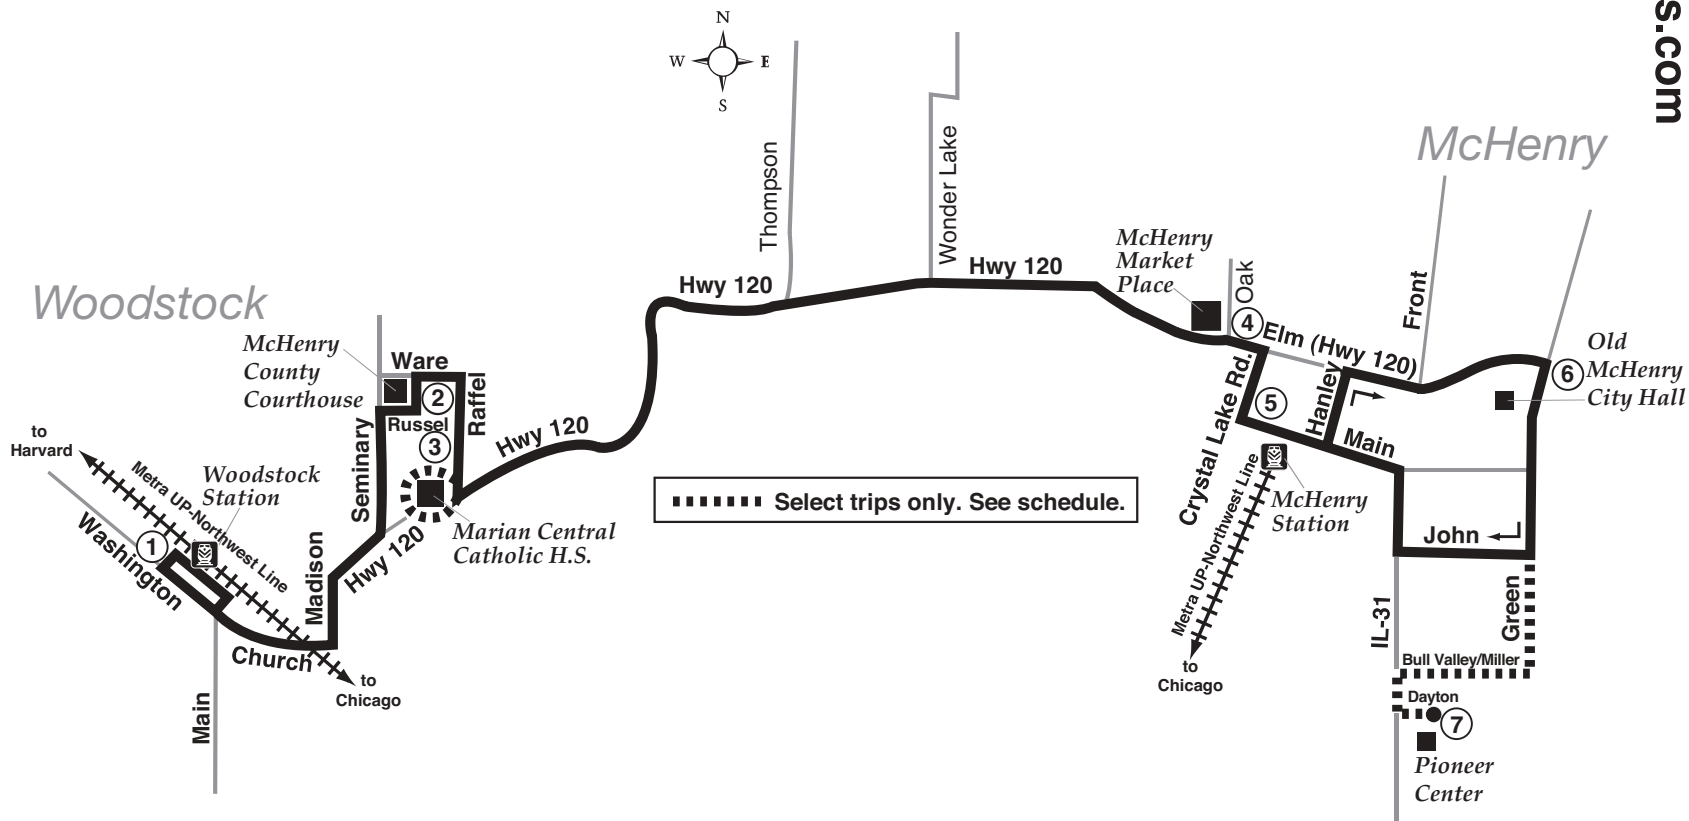 s.com
N
W
E
S
McHenry
Woodstock
Thompson
Wonder Lake
Hwy 120
Hwy 120
McHenry
Market
Place
Oak
4
Elm (Hwy 120)
Front
Old
McHenry
City Hall
6
McHenry
County
Courthouse
Ware
2
Raffel
Russel
3
Seminary
Hwy 120
Crystal Lake Rd.
5
Hanley
Main
to
Harvard
Metra UP-Northwest Line
Woodstock
Station
Washington
1
Madison
Hwy 120
Marian Central
Catholic H.S.
Select trips only. See schedule.
Metra UP-Northwest Line
McHenry
Station
John
Church
Main
to
Chicago
to
Chicago
IL-31
Green
Bull Valley/Miller
Dayton
7
Pioneer
Center